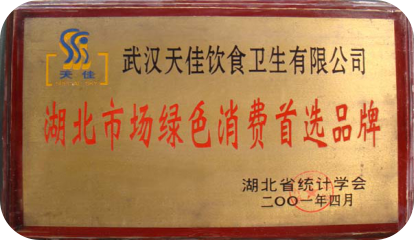 天佳
武汉天佳饮食卫生有限公司
湖北市场绿色消费首选品牌
湖北省统计学会
二〇〇一年四月